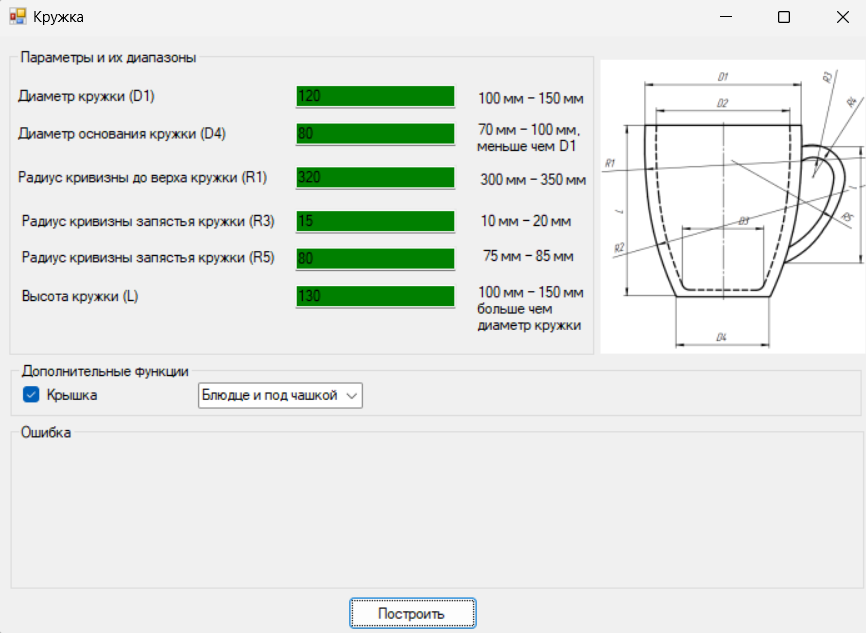 Кружка
Параметры и их диапазоны
Диаметр кружки (D1) 120 100 мм – 150 мм
Диаметр основания кружки (D4) 80 70 мм – 100 мм,
меньше чем D1
Радиус кривизны до верха кружки (R1) 320 300 мм – 350 мм
Радиус кривизны запястья кружки (R3) 15 10 мм – 20 мм
Радиус кривизны запястья кружки (R5) 80 75 мм – 85 мм
Высота кружки (L) 130 100 мм – 150 мм
больше чем
диаметр кружки
D1
D2
R3
R4
R1
L
D3
R5
R2
D4
Дополнительные функции
Крышка Блюдце и под чашкой
Ошибка
Построить